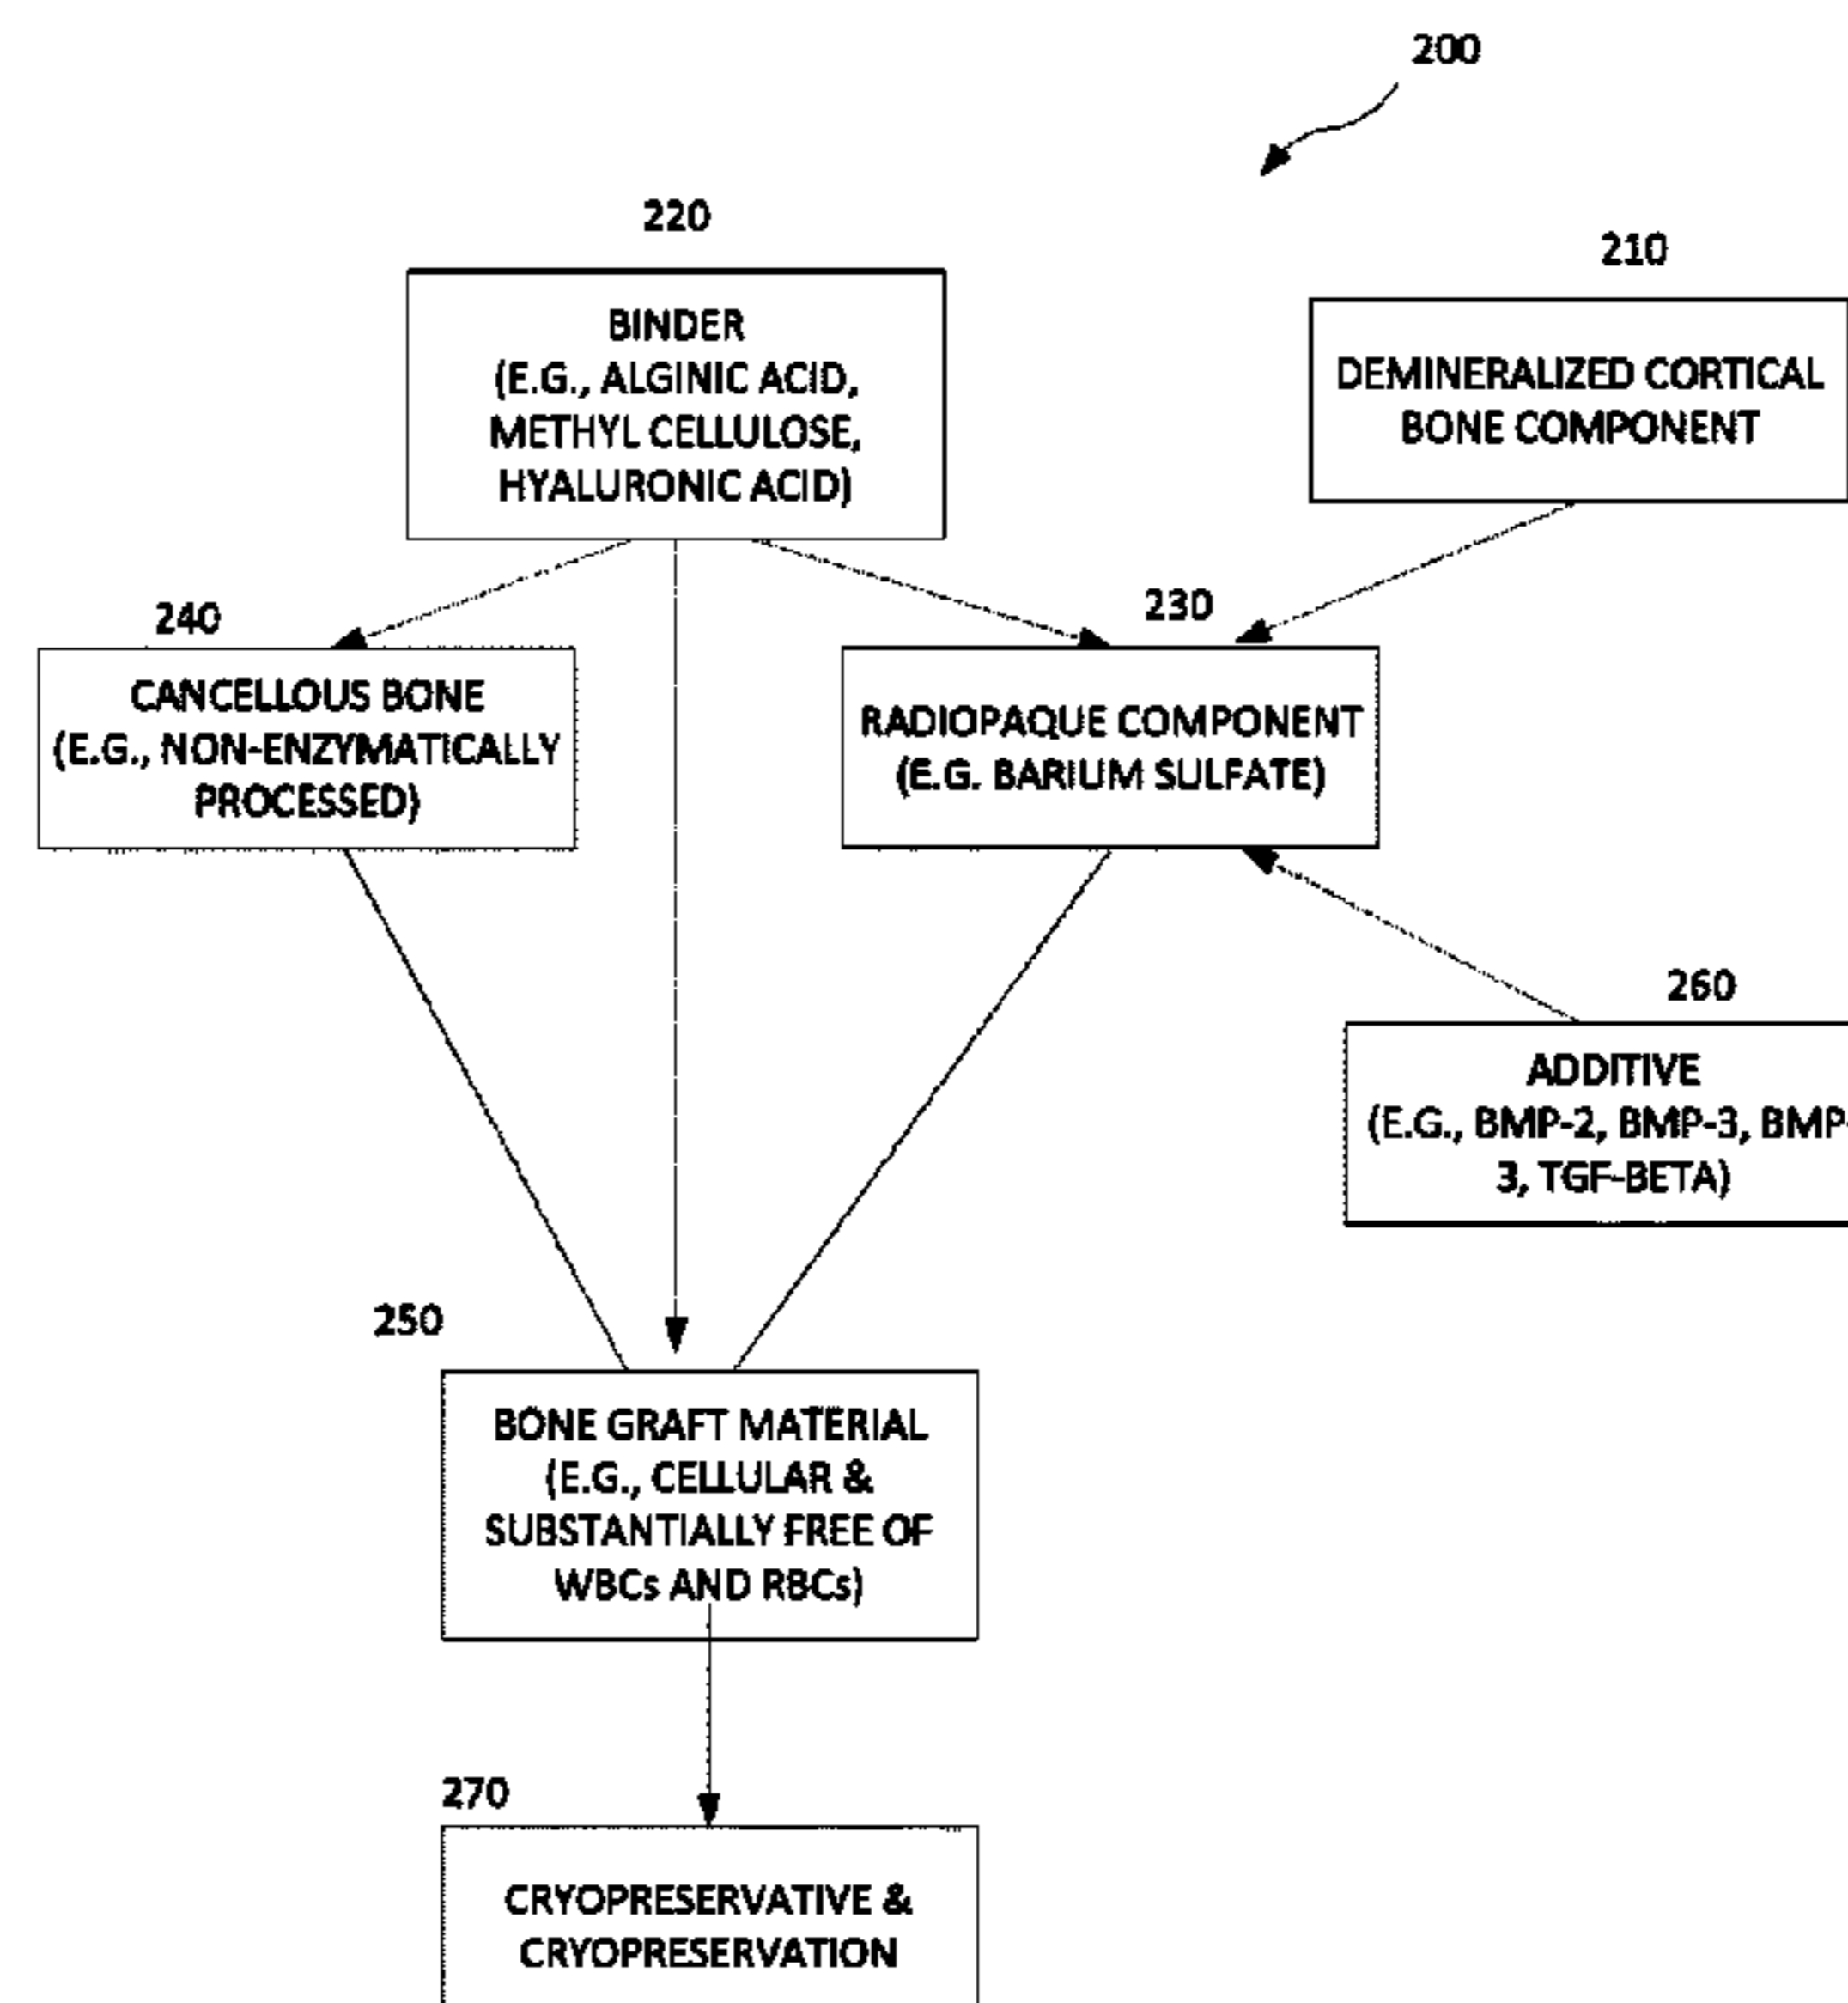 200
220
BINDER
(E.G., ALGINIC ACID,
METHYL CELLULOSE,
HYALURONIC ACID)
210
DEMINERALIZED CORTICAL
BONE COMPONENT
240
CANCELLOUS BONE
(E.G., NON-ENZYMATICALLY
PROCESSED)
230
RADIOPAQUE COMPONENT
(E.G. BARIUM SULFATE)
260
ADDITIVE
(E.G., BMP-2, BMP-3, BMP-
3, TGF-BETA)
250
BONE GRAFT MATERIAL
(E.G., CELLULAR &
SUBSTANTIALLY FREE OF
WBCs AND RBCs)
270
CRYOPRESERVATIVE &
CRYOPRESERVATION